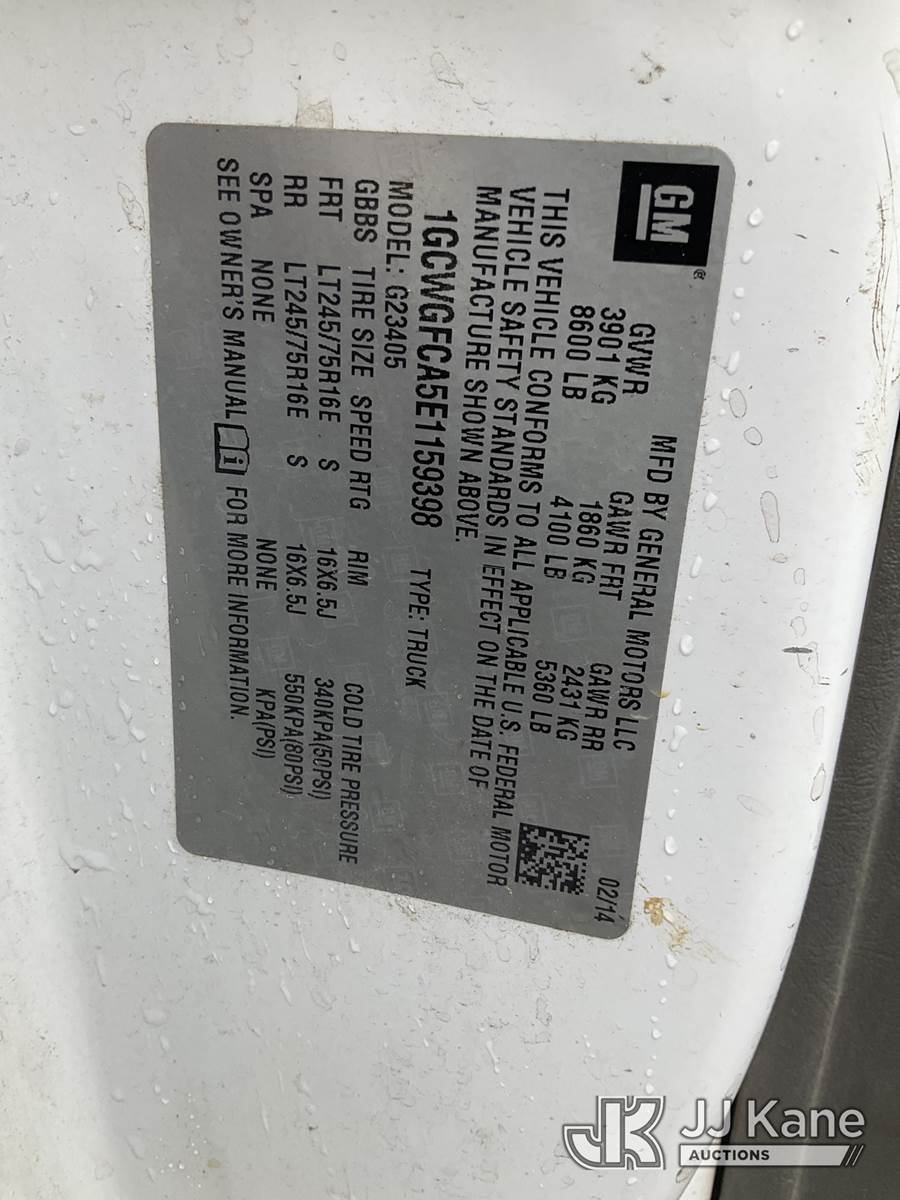 GM®
MFD BY GENERAL MOTORS LLC 02/14
GVWR GAWR FRT GAWR RR
3901 KG 1860 KG 2431 KG
8600 LB 4100 LB 5360 LB
THIS VEHICLE CONFORMS TO ALL APPLICABLE U.S. FEDERAL MOTOR
VEHICLE SAFETY STANDARDS IN EFFECT ON THE DATE OF
MANUFACTURE SHOWN ABOVE.
1GCWGFCA5E1159398 TYPE: TRUCK
MODEL: G23405
GBBS TIRE SIZE SPEED RTG RIM COLD TIRE PRESSURE
FRT LT245/75R16E S 16X6.5J 340KPA(50PSI)
RR LT245/75R16E S 16X6.5J 550KPA(80PSI)
SPA NONE NONE KPA(PSI)
SEE OWNER'S MANUAL i FOR MORE INFORMATION.
JK JJ Kane
AUCTIONS